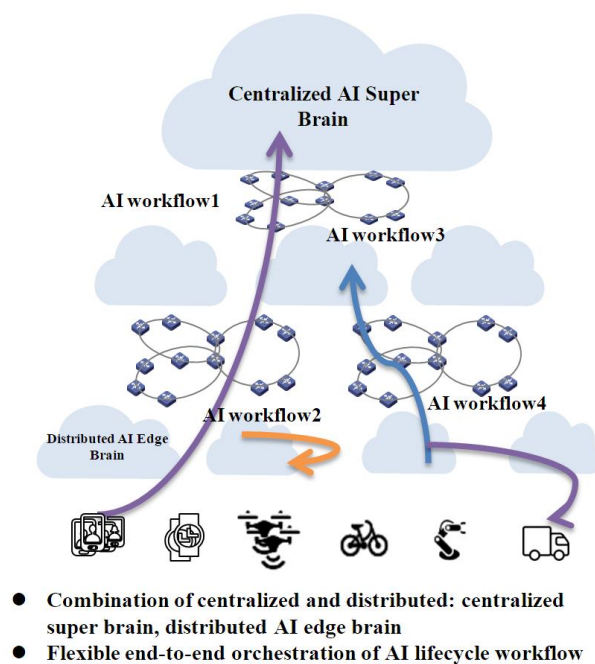 Centralized AI Super
Brain
AI workflow1
AI workflow3
AI workflow2
AI workflow4
Distributed AI Edge
Brain
● Combination of centralized and distributed: centralized
super brain, distributed AI edge brain
● Flexible end-to-end orchestration of AI lifecycle workflow